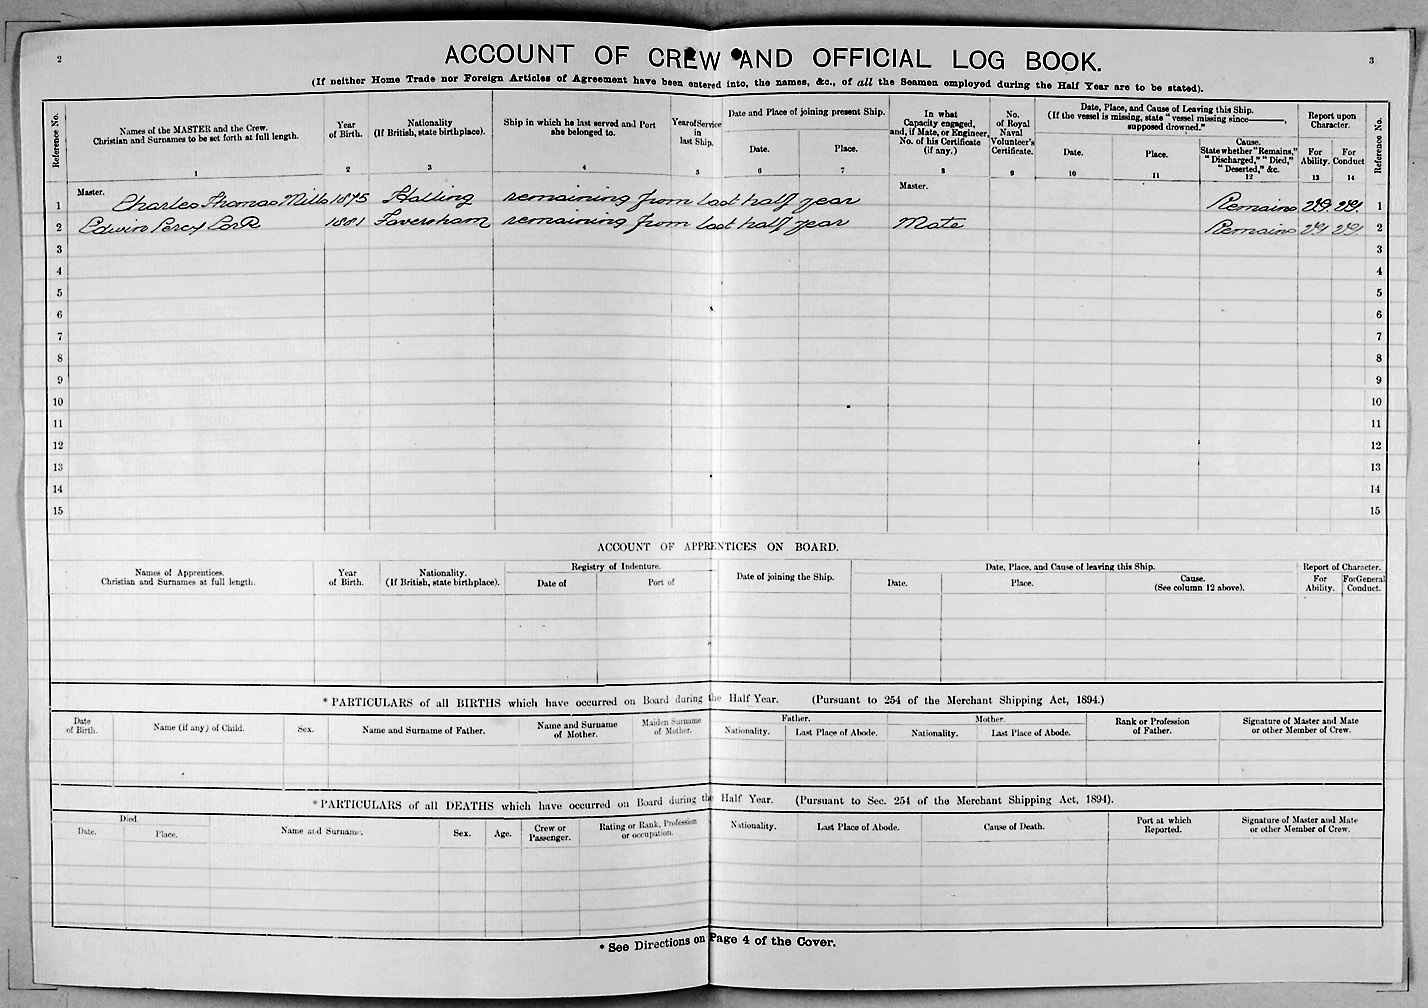 2
3
ACCOUNT OF CREW AND OFFICIAL LOG BOOK.
(If neither Home Trade nor Foreign Articles of Agreement have been entered into, the names, &c., of all the Seamen employed during the Half Year are to be stated).
Reference No.
Names of the MASTER and the Crew,
Christian and Surnames to be set forth at full length.
1
Year
of Birth.
2
Nationality
(If British, state birthplace).
3
Ship in which he last served and Port
she belonged to.
4
Year of Service
in
last Ship.
5
Date and Place of joining present Ship.
Date.
6
Place.
7
In what
Capacity engaged,
and, if Mate, or Engineer,
No. of his Certificate
(if any.)
8
No.
of Royal
Naval
Volunteer's
Certificate.
9
Date, Place, and Cause of Leaving this Ship.
(If the vessel is missing, state "vessel missing since———,
supposed drowned."
Date.
10
Place.
11
Cause.
State whether "Remains,"
"Discharged," "Died,"
"Deserted," &c.
12
Report upon
Character.
For
Ability.
13
For
Conduct
14
Reference No.
1 Master. Charles Thomas Mills 1875 Halling remaining from last half year Master. Remains VG. VG. 1
2 Edwin Percy 1881 Faversham remaining from last half year Mate Remains VG VG. 2
3 3
4 4
5 5
6 6
7 7
8 8
9 9
10 10
11 11
12 12
13 13
14 14
15 15
ACCOUNT OF APPRENTICES ON BOARD.
Names of Apprentices.
Christian and Surnames at full length.
Year
of Birth.
Nationality.
(If British, state birthplace).
Registry of Indenture.
Date of
Port of
Date of joining the Ship.
Date, Place, and Cause of leaving this Ship.
Date.
Place.
Cause.
(See column 12 above).
Report of Character.
For
Ability.
For General
Conduct.
* PARTICULARS of all BIRTHS which have occurred on Board during the Half Year. (Pursuant to 254 of the Merchant Shipping Act, 1894.)
Date
of Birth.
Name (if any) of Child.
Sex.
Name and Surname of Father.
Name and Surname
of Mother.
Maiden Surname
of Mother.
Father.
Nationality.
Last Place of Abode.
Mother.
Nationality.
Last Place of Abode.
Rank or Profession
of Father.
Signature of Master and Mate
or other Member of Crew.
* PARTICULARS of all DEATHS which have occurred on Board during the Half Year. (Pursuant to Sec. 254 of the Merchant Shipping Act, 1894).
Died.
Date.
Place.
Name and Surname.
Sex.
Age.
Crew or
Passenger.
Rating or Rank, Profession
or occupation.
Nationality.
Last Place of Abode.
Cause of Death.
Port at which
Reported.
Signature of Master and Mate
or other Member of Crew.
* See Directions on Page 4 of the Cover.